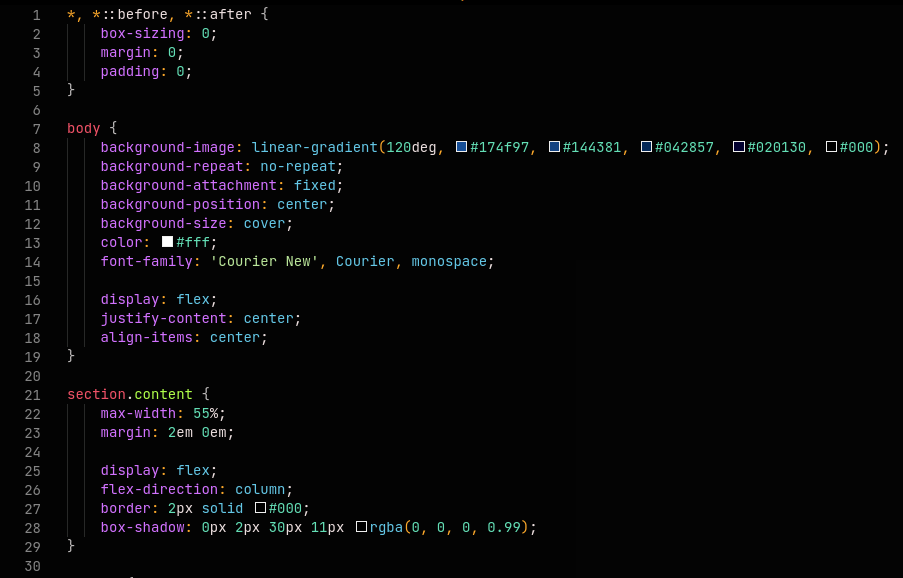 1 *, *::before, *::after {
2 box-sizing: 0;
3 margin: 0;
4 padding: 0;
5 }
6
7 body {
8 background-image: linear-gradient(120deg, #174f97, #144381, #042857, #020130, #000);
9 background-repeat: no-repeat;
10 background-attachment: fixed;
11 background-position: center;
12 background-size: cover;
13 color: #fff;
14 font-family: 'Courier New', Courier, monospace;
15
16 display: flex;
17 justify-content: center;
18 align-items: center;
19 }
20
21 section.content {
22 max-width: 55%;
23 margin: 2em 0em;
24
25 display: flex;
26 flex-direction: column;
27 border: 2px solid #000;
28 box-shadow: 0px 2px 30px 11px rgba(0, 0, 0, 0.99);
29 }
30